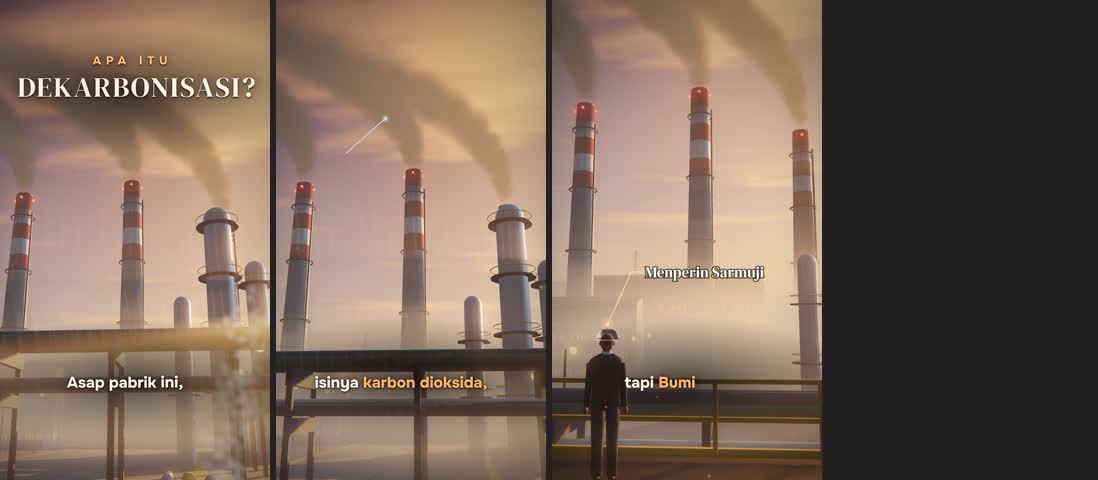 APA ITU
DEKARBONISASI?
Asap pabrik ini,
isinya karbon dioksida,
Menperin Sarmuji
tapi Bumi